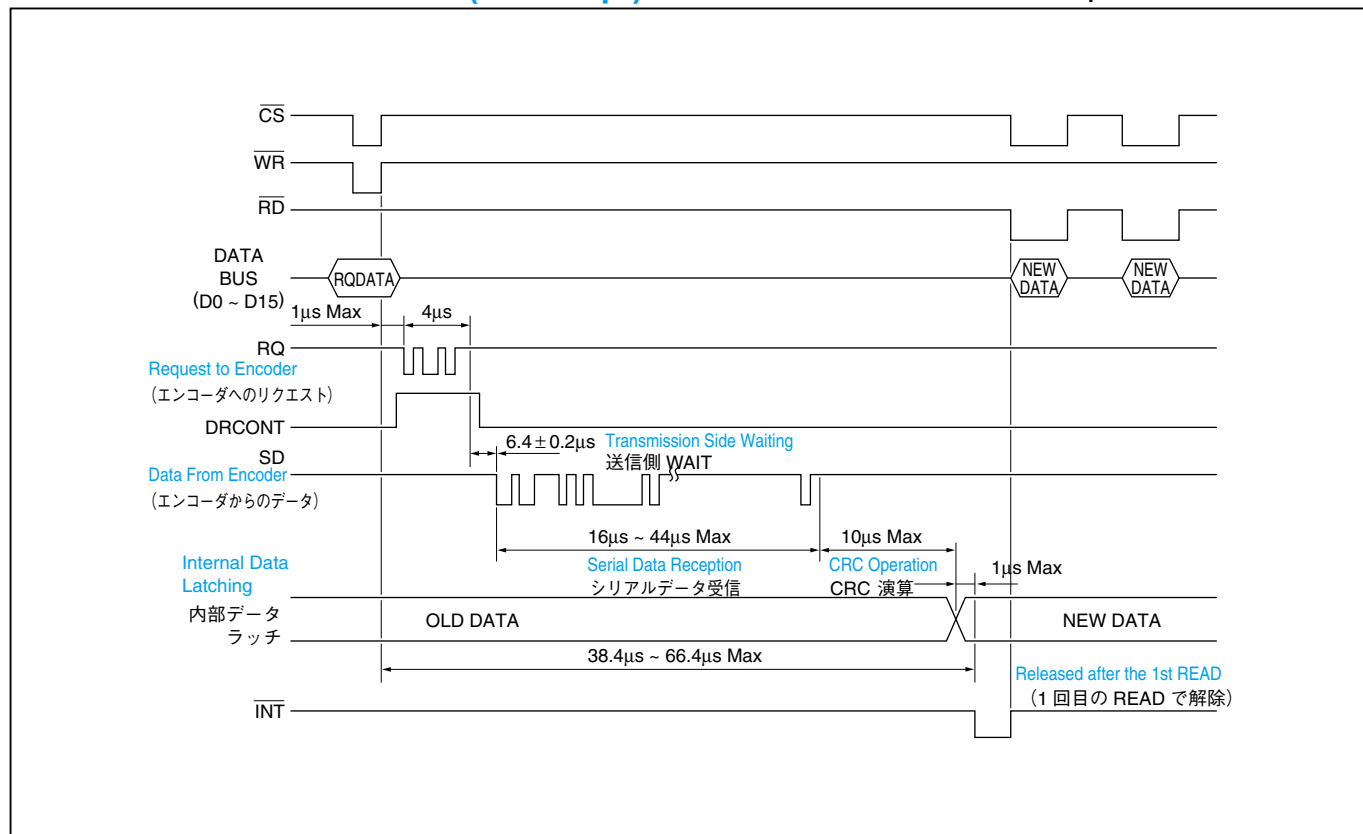 CS
WR
RD
DATA
BUS
(D0 ~ D15)
RQDATA
NEW
DATA
NEW
DATA
1μs Max
4μs
RQ
Request to Encoder
(エンコーダへのリクエスト)
DRCONT
6.4±0.2μs
Transmission Side Waiting
送信側 WAIT
SD
Data From Encoder
(エンコーダからのデータ)
16μs ~ 44μs Max
10μs Max
Serial Data Reception
シリアルデータ受信
CRC Operation
CRC 演算
1μs Max
Internal Data
Latching
内部データ
ラッチ
OLD DATA
NEW DATA
38.4μs ~ 66.4μs Max
Released after the 1st READ
(1 回目の READ で解除)
INT